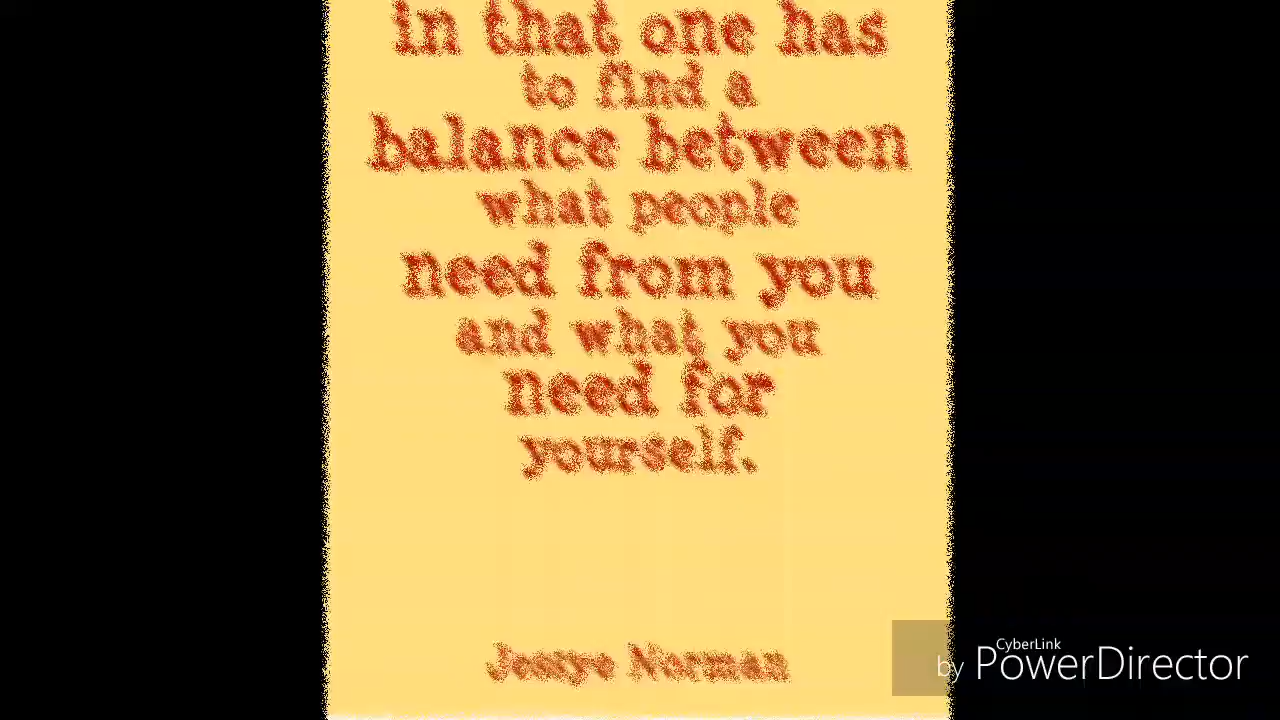 in that one has
to find a
balance between
what people
need from you
and what you
need for
yourself.
Jessye Norman
CyberLink
by PowerDirector